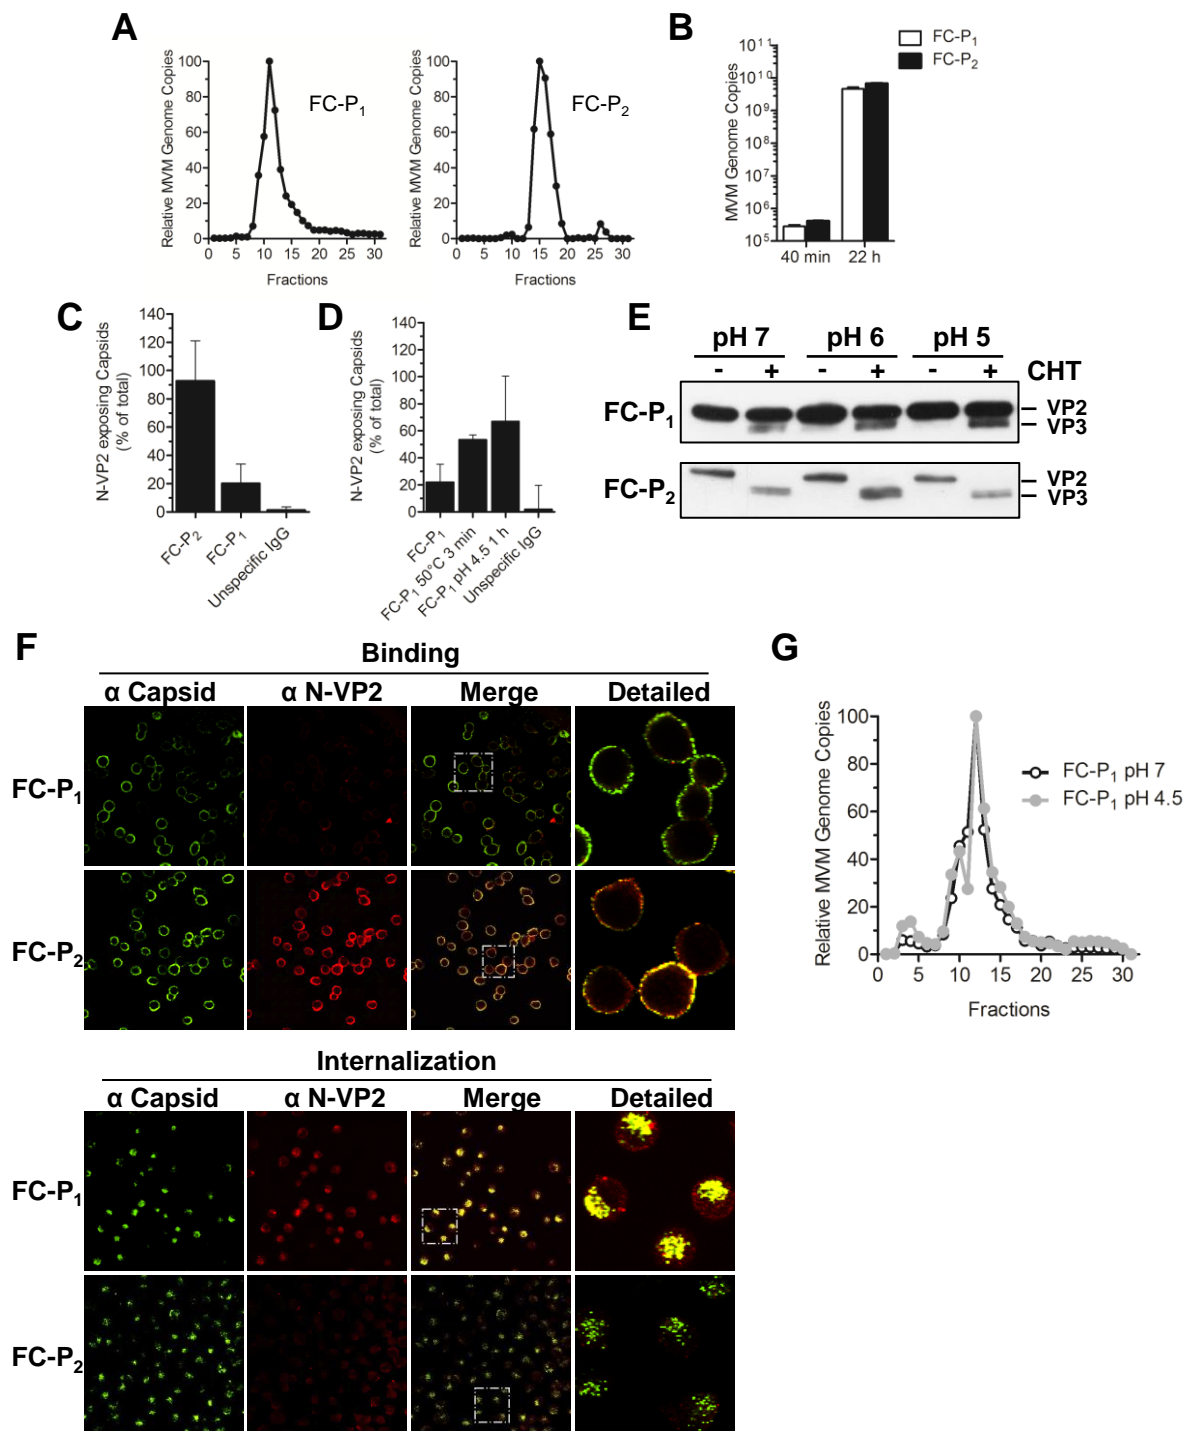 A
Relative MVM Genome Copies
100
80
60
40
20
0
0 5 10 15 20 25 30
Fractions
FC-P1
Relative MVM Genome Copies
100
80
60
40
20
0
0 5 10 15 20 25 30
Fractions
FC-P2
B
MVM Genome Copies
10^11
10^10
10^9
10^8
10^7
10^6
10^5
40 min 22 h
FC-P1
FC-P2
C
N-VP2 exposing Capsids
(% of total)
140
120
100
80
60
40
20
0
FC-P2
FC-P1
Unspecific IgG
D
N-VP2 exposing Capsids
(% of total)
140
120
100
80
60
40
20
0
FC-P1
FC-P1 50°C 3 min
FC-P1 pH 4.5 1 h
Unspecific IgG
E
pH 7 pH 6 pH 5
- + - + - + CHT
FC-P1
VP2
VP3
FC-P2
VP2
VP3
F
Binding
α Capsid α N-VP2 Merge Detailed
FC-P1
FC-P2
Internalization
α Capsid α N-VP2 Merge Detailed
FC-P1
FC-P2
G
Relative MVM Genome Copies
100
80
60
40
20
0
0 5 10 15 20 25 30
Fractions
FC-P1 pH 7
FC-P1 pH 4.5